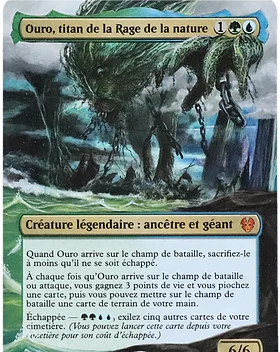 Ouro, titan de la Rage de la nature 1
Créature légendaire : ancêtre et géant
Quand Ouro arrive sur le champ de bataille, sacrifiez-le
à moins qu'il ne se soit échappé.
À chaque fois qu'Ouro arrive sur le champ de bataille
ou attaque, vous gagnez 3 points de vie et vous piochez
une carte, puis vous pouvez mettre sur le champ de
bataille une carte de terrain de votre main.
Échappée — , exilez cinq autres cartes de votre
cimetière. (Vous pouvez lancer cette carte depuis votre
cimetière pour son coût d'échappée.)
6/6